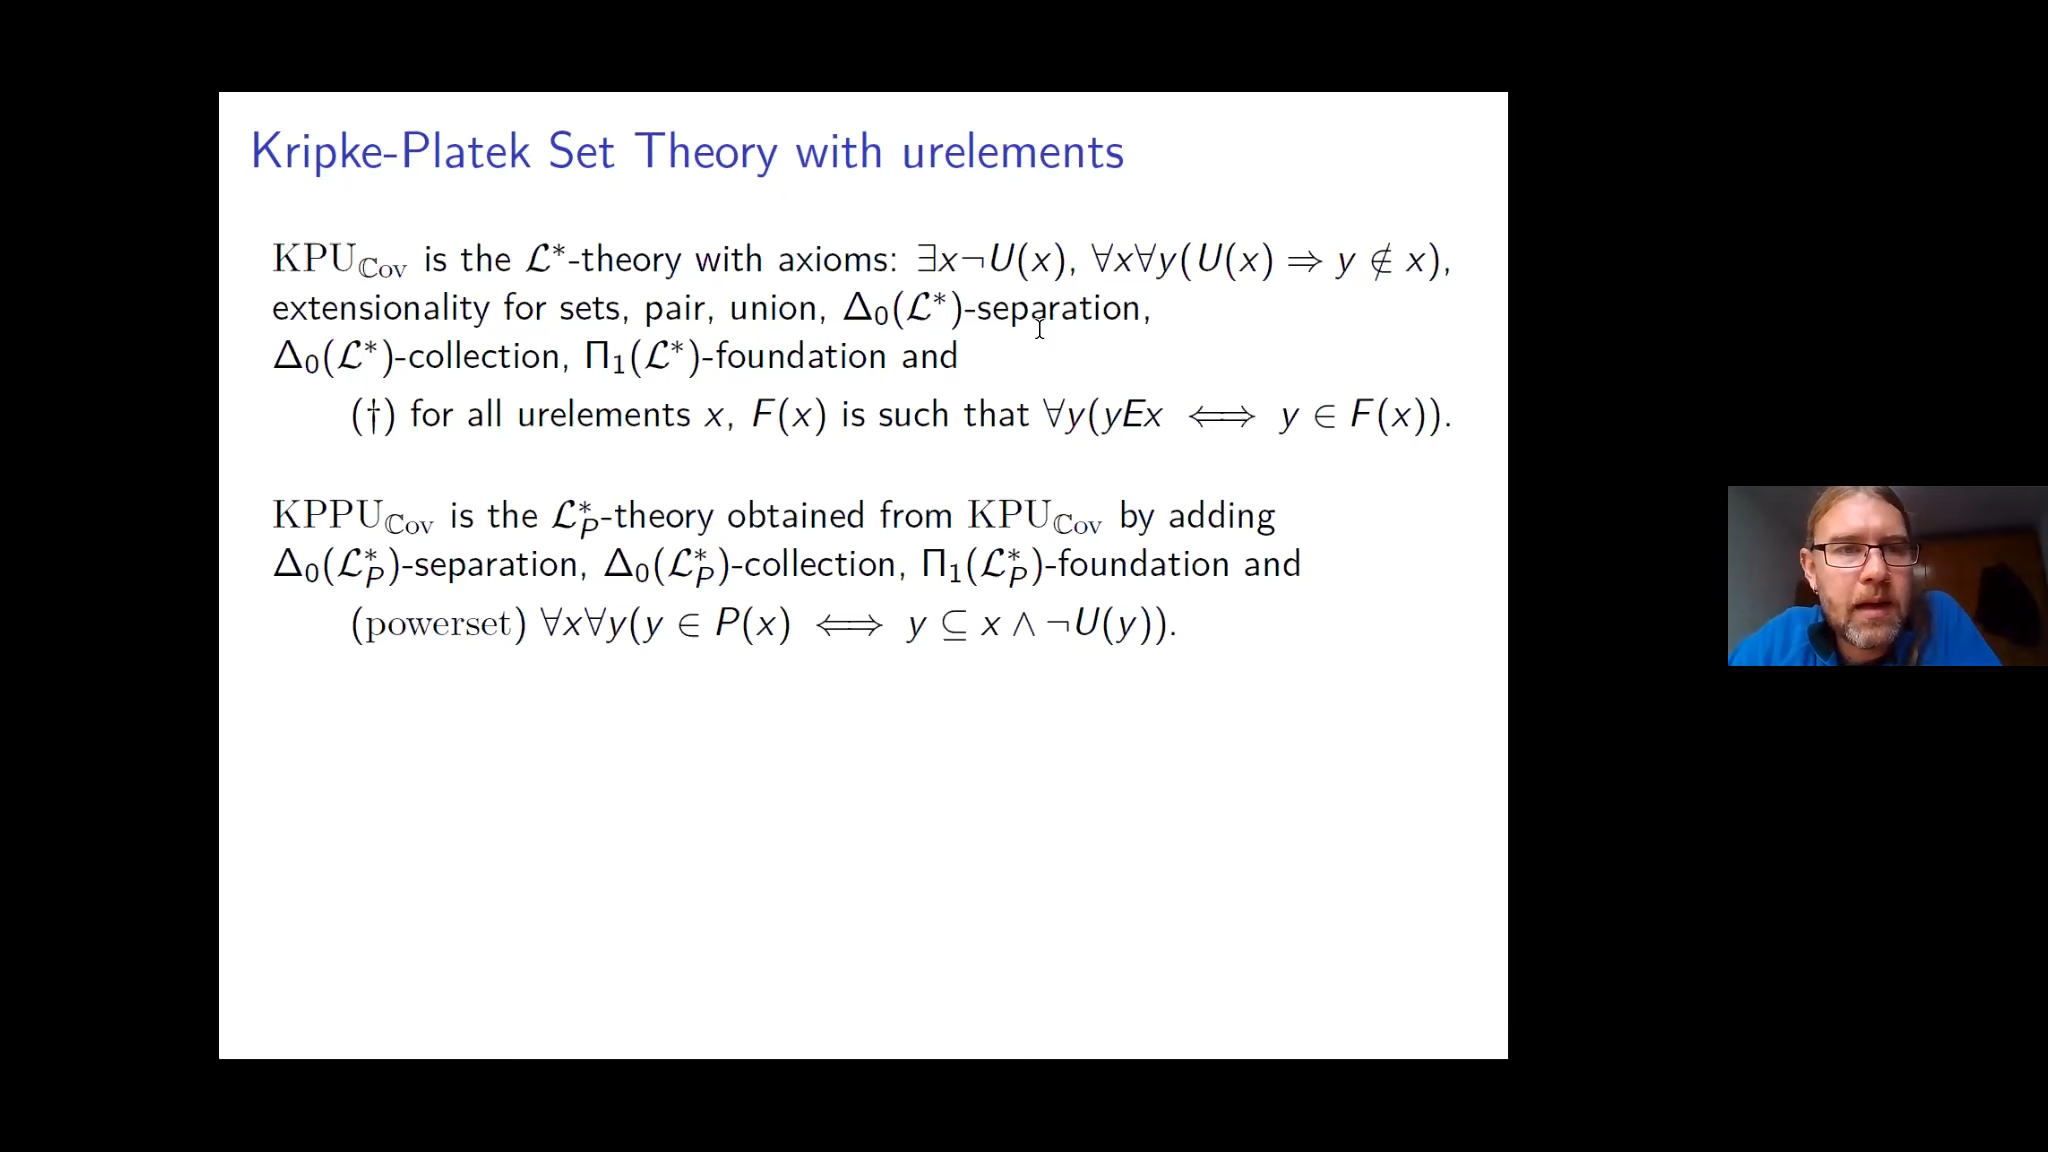 Kripke-Platek Set Theory with urelements
KPU_ℂov is the 𝓛*-theory with axioms: ∃x¬U(x), ∀x∀y(U(x) ⇒ y ∉ x),
extensionality for sets, pair, union, Δ₀(𝓛*)-separation,
Δ₀(𝓛*)-collection, Π₁(𝓛*)-foundation and
(†) for all urelements x, F(x) is such that ∀y(yEx ⟺ y ∈ F(x)).
KPPU_ℂov is the 𝓛*_P-theory obtained from KPU_ℂov by adding
Δ₀(𝓛*_P)-separation, Δ₀(𝓛*_P)-collection, Π₁(𝓛*_P)-foundation and
(powerset) ∀x∀y(y ∈ P(x) ⟺ y ⊆ x ∧ ¬U(y)).